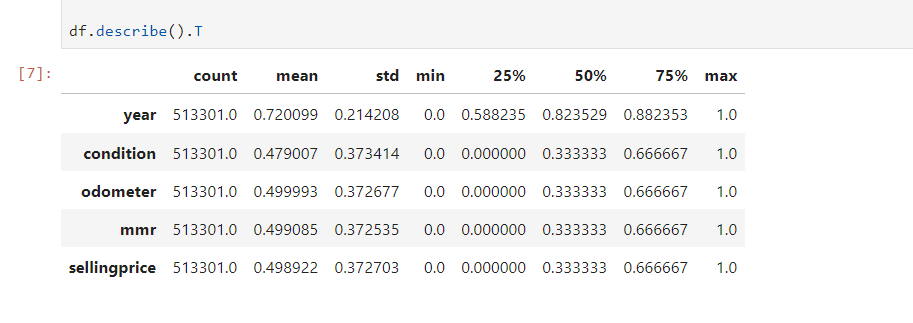 df.describe().T
[7]:
count mean std min 25% 50% 75% max
year 513301.0 0.720099 0.214208 0.0 0.588235 0.823529 0.882353 1.0
condition 513301.0 0.479007 0.373414 0.0 0.000000 0.333333 0.666667 1.0
odometer 513301.0 0.499993 0.372677 0.0 0.000000 0.333333 0.666667 1.0
mmr 513301.0 0.499085 0.372535 0.0 0.000000 0.333333 0.666667 1.0
sellingprice 513301.0 0.498922 0.372703 0.0 0.000000 0.333333 0.666667 1.0